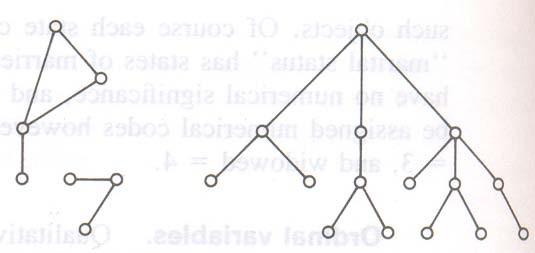 such objects. Of course each state o
"marital status" has states of marrie
have no numerical significance and
be assigned numerical codes howeve
= 3, and widowed = 4.
Ordinal variables. Qualitativ